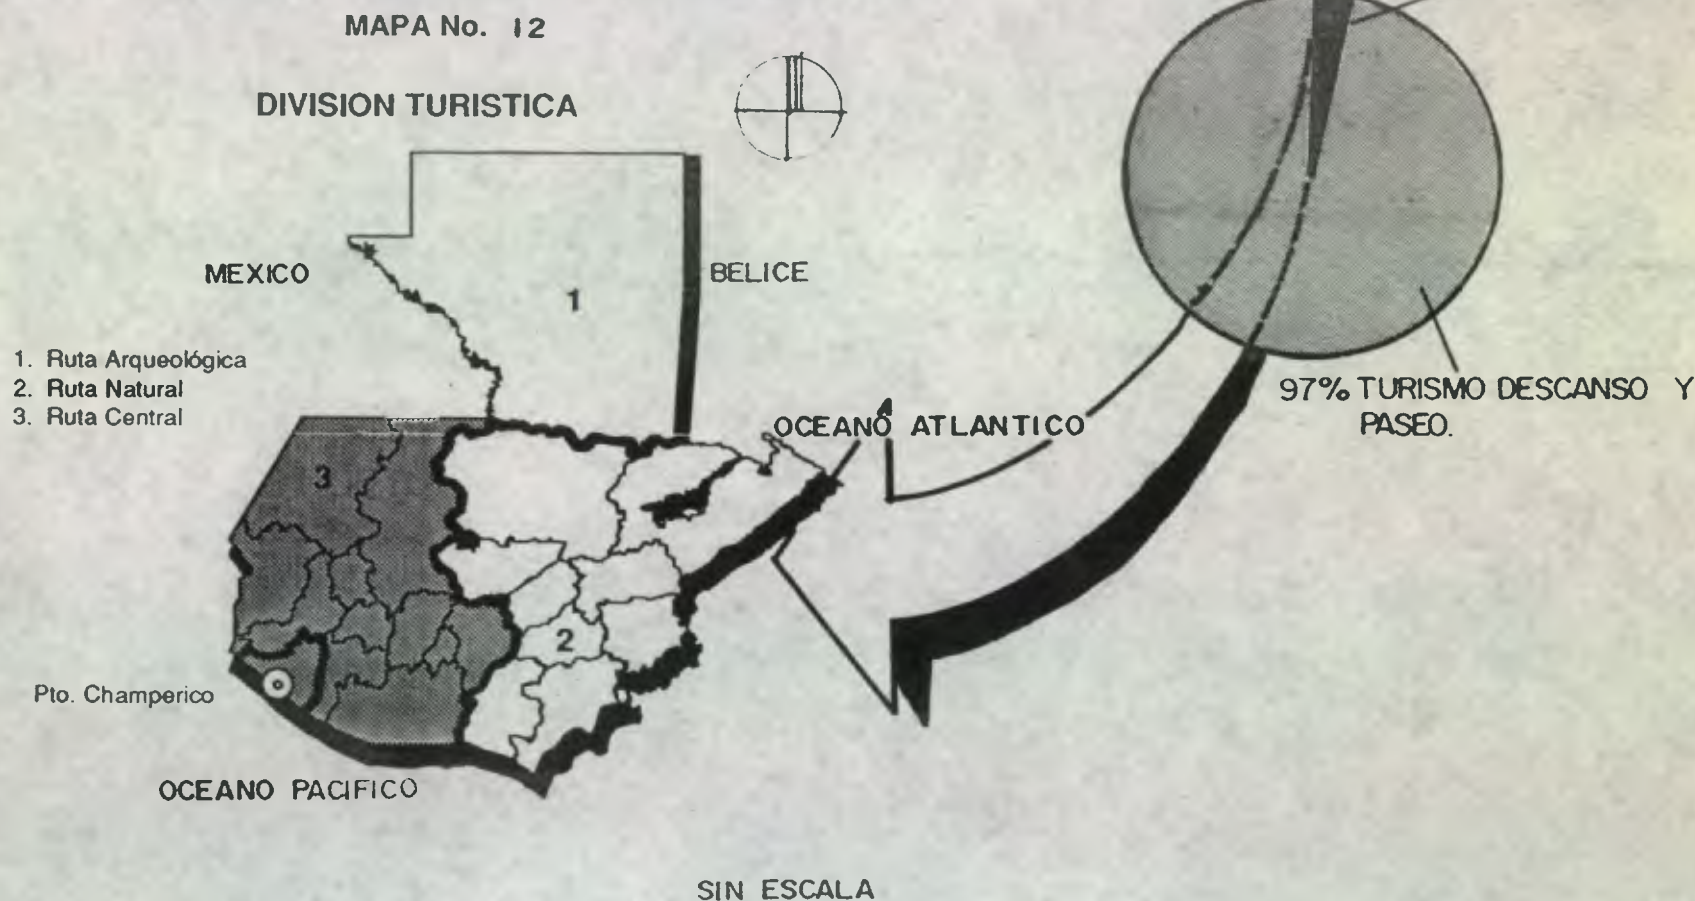 MAPA No. 12
DIVISION TURISTICA
MEXICO
BELICE
1
1. Ruta Arqueológica
2. Ruta Natural
3. Ruta Central
97% TURISMO DESCANSO Y
PASEO.
OCEANO ATLANTICO
3
2
Pto. Champerico
OCEANO PACIFICO
SIN ESCALA